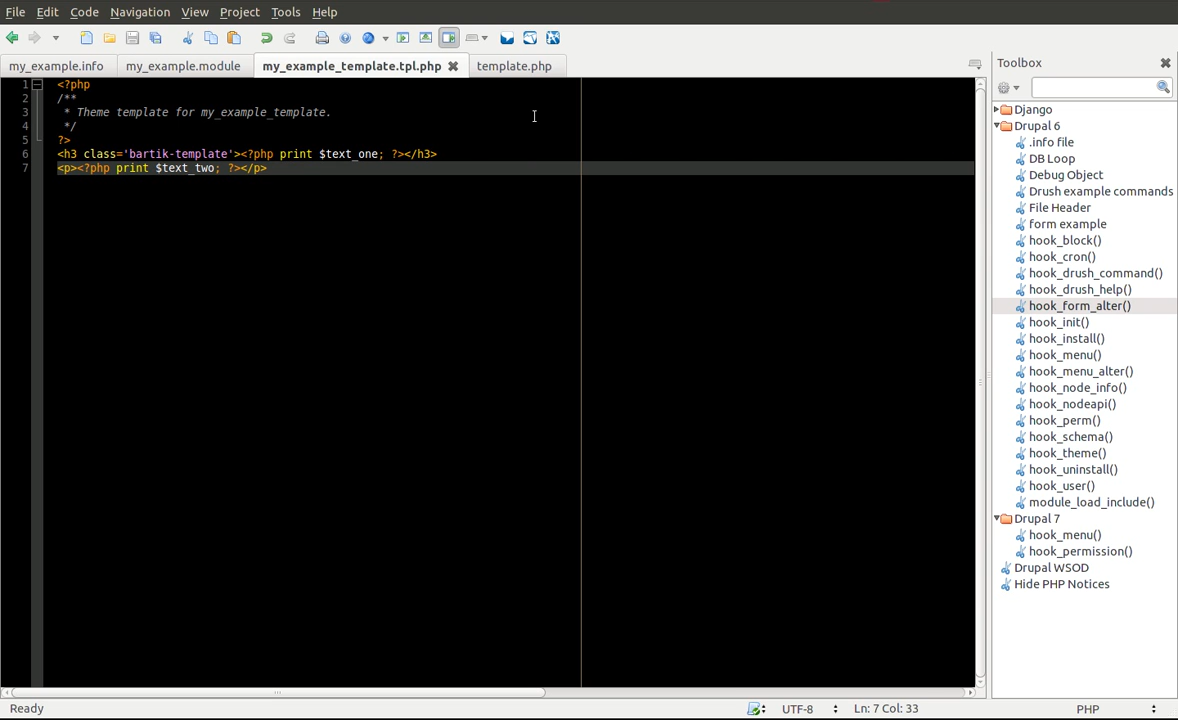 File Edit Code Navigation View Project Tools Help
my_example.info my_example.module my_example_template.tpl.php template.php
1 <?php
2 /**
3  * Theme template for my_example_template.
4  */
5 ?>
6 <h3 class='bartik-template'><?php print $text_one; ?></h3>
7 <p><?php print $text_two; ?></p>
Toolbox
Django
Drupal 6
.info file
DB Loop
Debug Object
Drush example commands
File Header
form example
hook_block()
hook_cron()
hook_drush_command()
hook_drush_help()
hook_form_alter()
hook_init()
hook_install()
hook_menu()
hook_menu_alter()
hook_node_info()
hook_nodeapi()
hook_perm()
hook_schema()
hook_theme()
hook_uninstall()
hook_user()
module_load_include()
Drupal 7
hook_menu()
hook_permission()
Drupal WSOD
Hide PHP Notices
Ready UTF-8 Ln: 7 Col: 33 PHP